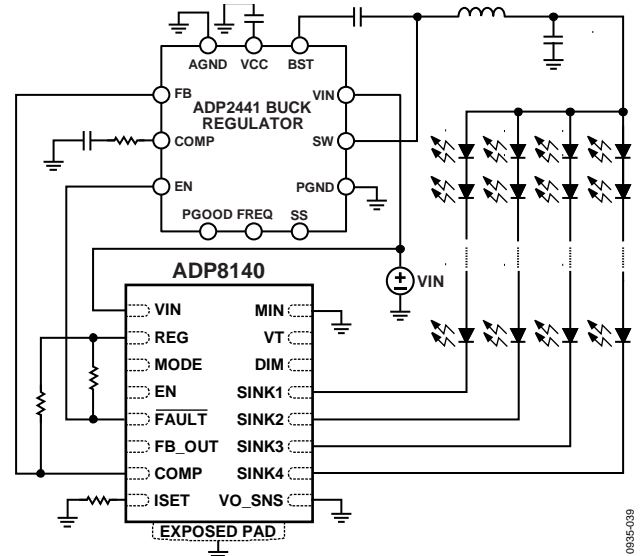 AGND VCC BST
FB
VIN
ADP2441 BUCK
REGULATOR
COMP
SW
EN
PGND
PGOOD FREQ SS
ADP8140
VIN
VIN
MIN
REG
VT
MODE
DIM
EN
SINK1
FAULT
SINK2
FB_OUT
SINK3
COMP
SINK4
ISET
VO_SNS
EXPOSED PAD
0935-039